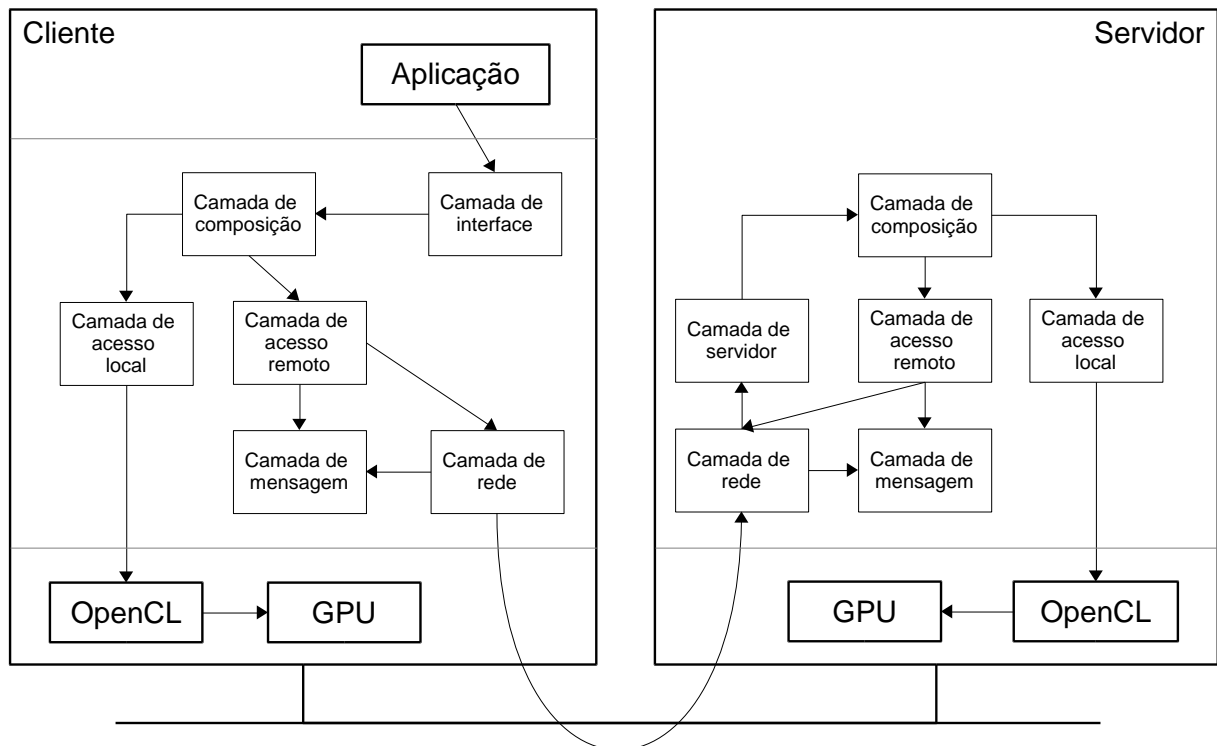 Cliente
Aplicação
Camada de
composição
Camada de
interface
Camada de
acesso
local
Camada de
acesso
remoto
Camada de
mensagem
Camada de
rede
OpenCL
GPU
Servidor
Camada de
composição
Camada de
servidor
Camada de
acesso
remoto
Camada de
acesso
local
Camada de
rede
Camada de
mensagem
GPU
OpenCL